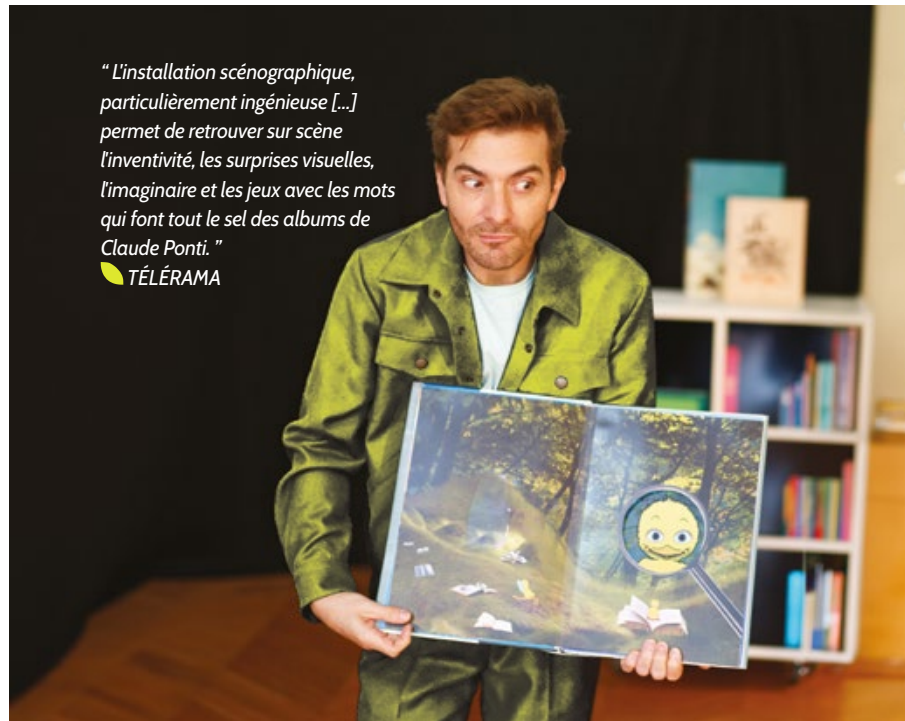 “ L'installation scénographique,
particulièrement ingénieuse [...]
permet de retrouver sur scène
l'inventivité, les surprises visuelles,
l'imaginaire et les jeux avec les mots
qui font tout le sel des albums de
Claude Ponti. ”
TÉLÉRAMA